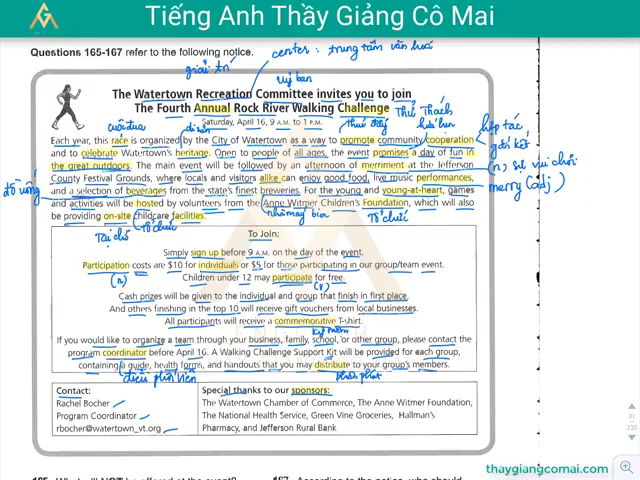 Tiếng Anh Thầy Giảng Cô Mai
Questions 165-167 refer to the following notice.
center : trung tâm văn hoá
giải trí
uỷ ban
The Watertown Recreation Committee invites you to join
The Fourth Annual Rock River Walking Challenge
Thử Thách
Saturday, April 16, 9 A.M. to 1 P.M.
cuộc đua
di sản
thúc đẩy
hứa hẹn
hợp tác,
gắn kết
Each year, this race is organized by the City of Watertown as a way to promote community cooperation
and to celebrate Watertown's heritage. Open to people of all ages, the event promises a day of fun in
the great outdoors. The main event will be followed by an afternoon of merriment at the Jefferson
(n) sự vui chơi
County Festival Grounds, where locals and visitors alike can enjoy good food, live music performances,
merry (adj)
đồ uống
and a selection of beverages from the state's finest breweries. For the young and young-at-heart, games
and activities will be hosted by volunteers from the Anne Witmer Children's Foundation, which will also
be providing on-site childcare facilities.
nhà máy bia
Tổ chức
Tại chỗ
Tổ chức
To Join:
Simply sign up before 9 A.M. on the day of the event.
Participation costs are $10 for individuals or $5 for those participating in our group/team event.
Children under 12 may participate for free.
(n)
(v)
Cash prizes will be given to the individual and group that finish in first place.
And others finishing in the top 10 will receive gift vouchers from local businesses.
All participants will receive a commemorative T-shirt.
kỷ niệm
If you would like to organize a team through your business, family, school, or other group, please contact the
program coordinator before April 16. A Walking Challenge Support Kit will be provided for each group,
containing a guide, health forms, and handouts that you may distribute to your group's members.
điều phối viên
phân phát
Contact:
Rachel Bocher
Program Coordinator
rbocher@watertown_vt.org
Special thanks to our sponsors:
The Watertown Chamber of Commerce, The Anne Witmer Foundation,
The National Health Service, Green Vine Groceries, Hallman's
Pharmacy, and Jefferson Rural Bank
31
220
thaygiangcomai.com